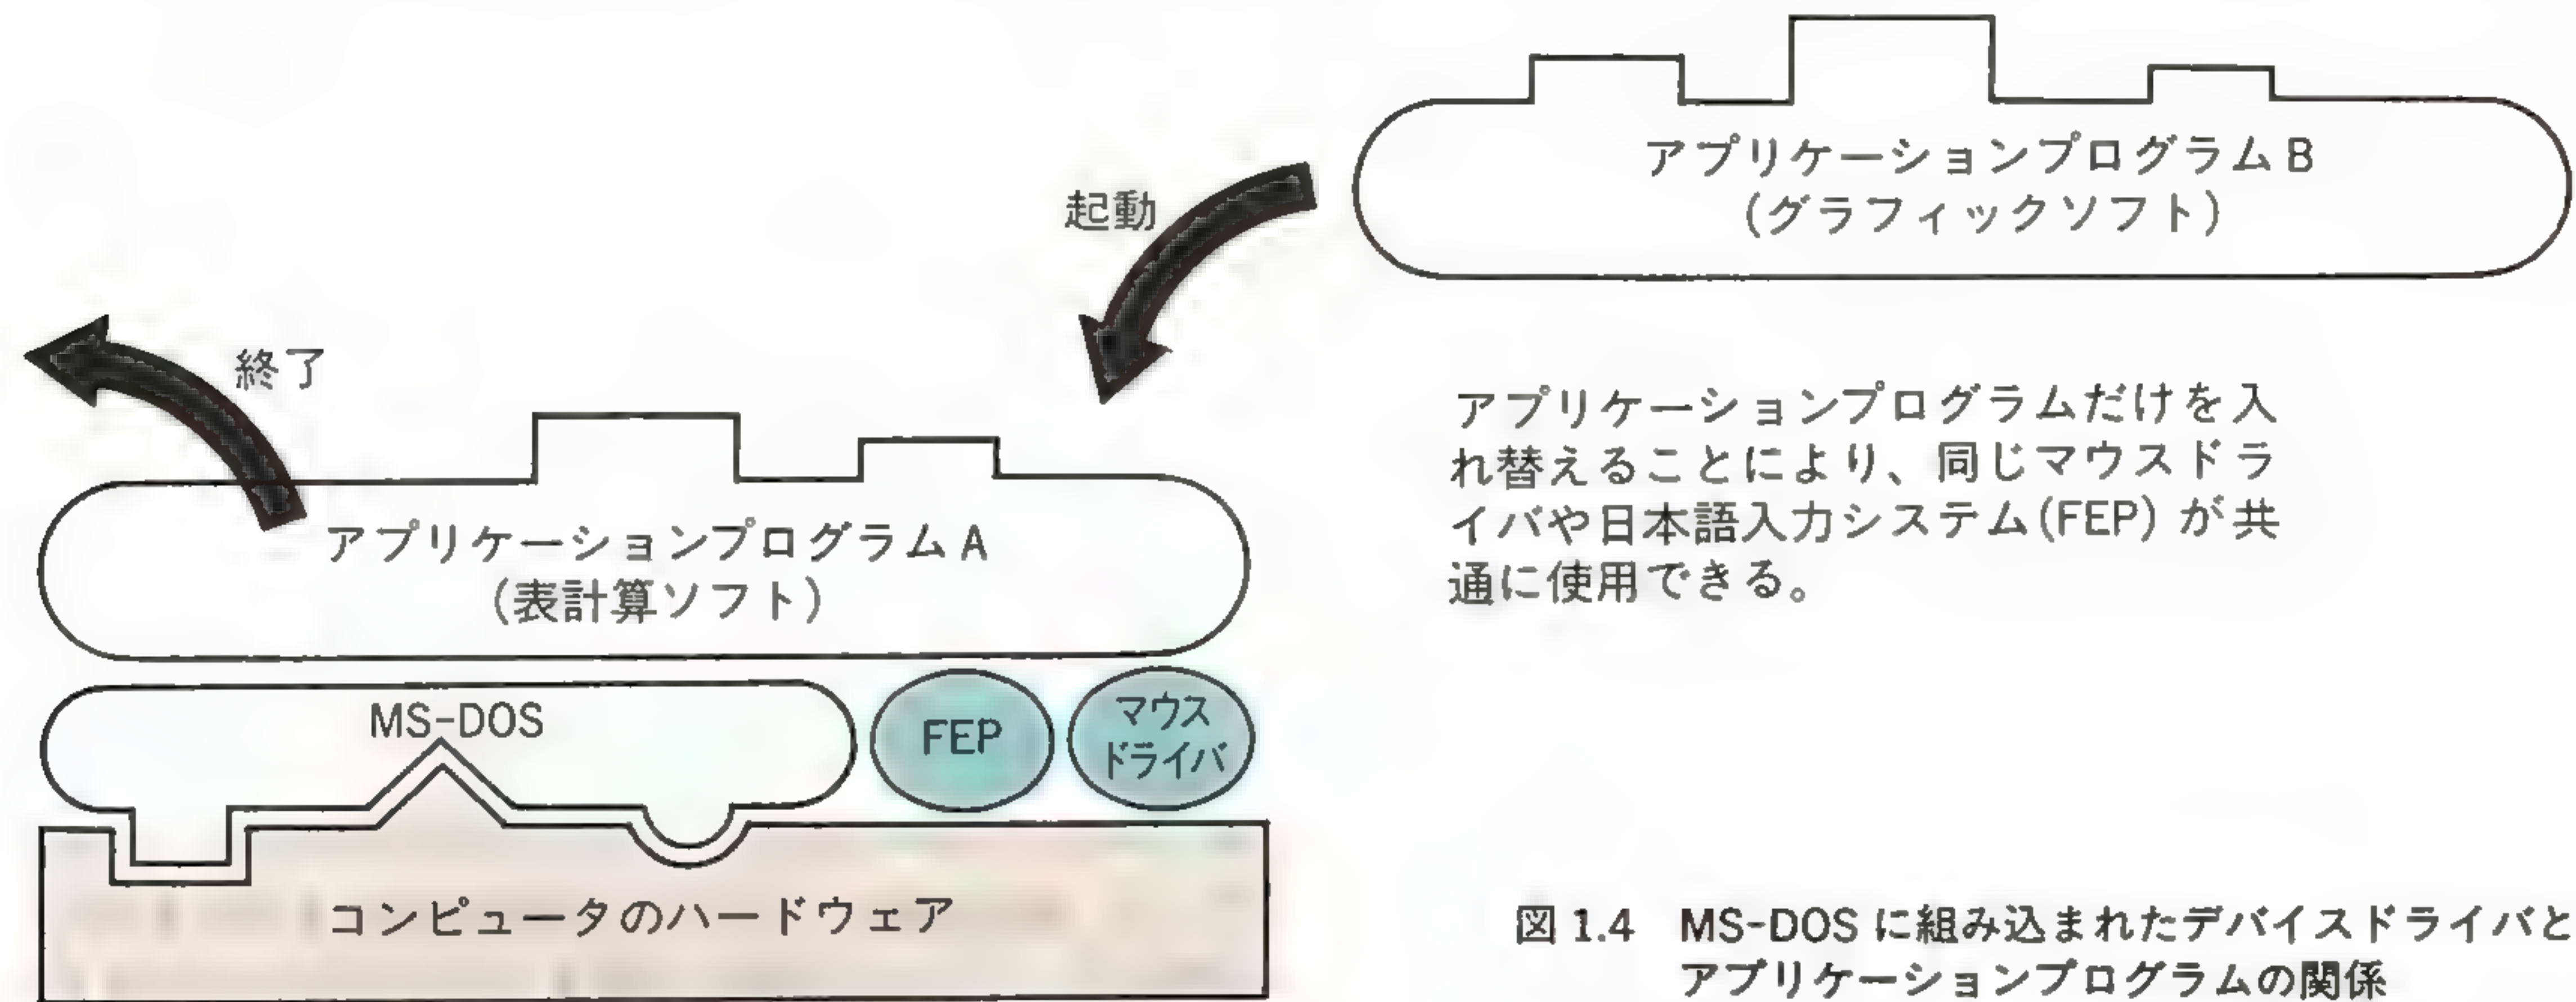 アプリケーションプログラムB
(グラフィックソフト)
起動
終了
アプリケーションプログラムだけを入
れ替えることにより、同じマウスドラ
イバや日本語入力システム(FEP)が共
通に使用できる。
アプリケーションプログラムA
(表計算ソフト)
MS-DOS
FEP
マウス
ドライバ
コンピュータのハードウェア
図1.4 MS-DOSに組み込まれたデバイスドライバと
アプリケーションプログラムの関係